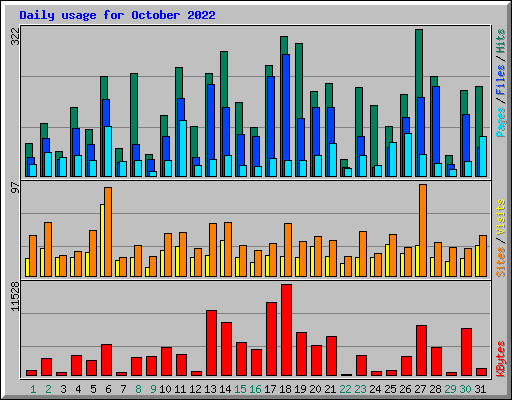 Daily usage for October 2022
322
Pages / Files / Hits
97
Sites / Visits
11528
KBytes
1 2 3 4 5 6 7 8 9 10 11 12 13 14 15 16 17 18 19 20 21 22 23 24 25 26 27 28 29 30 31